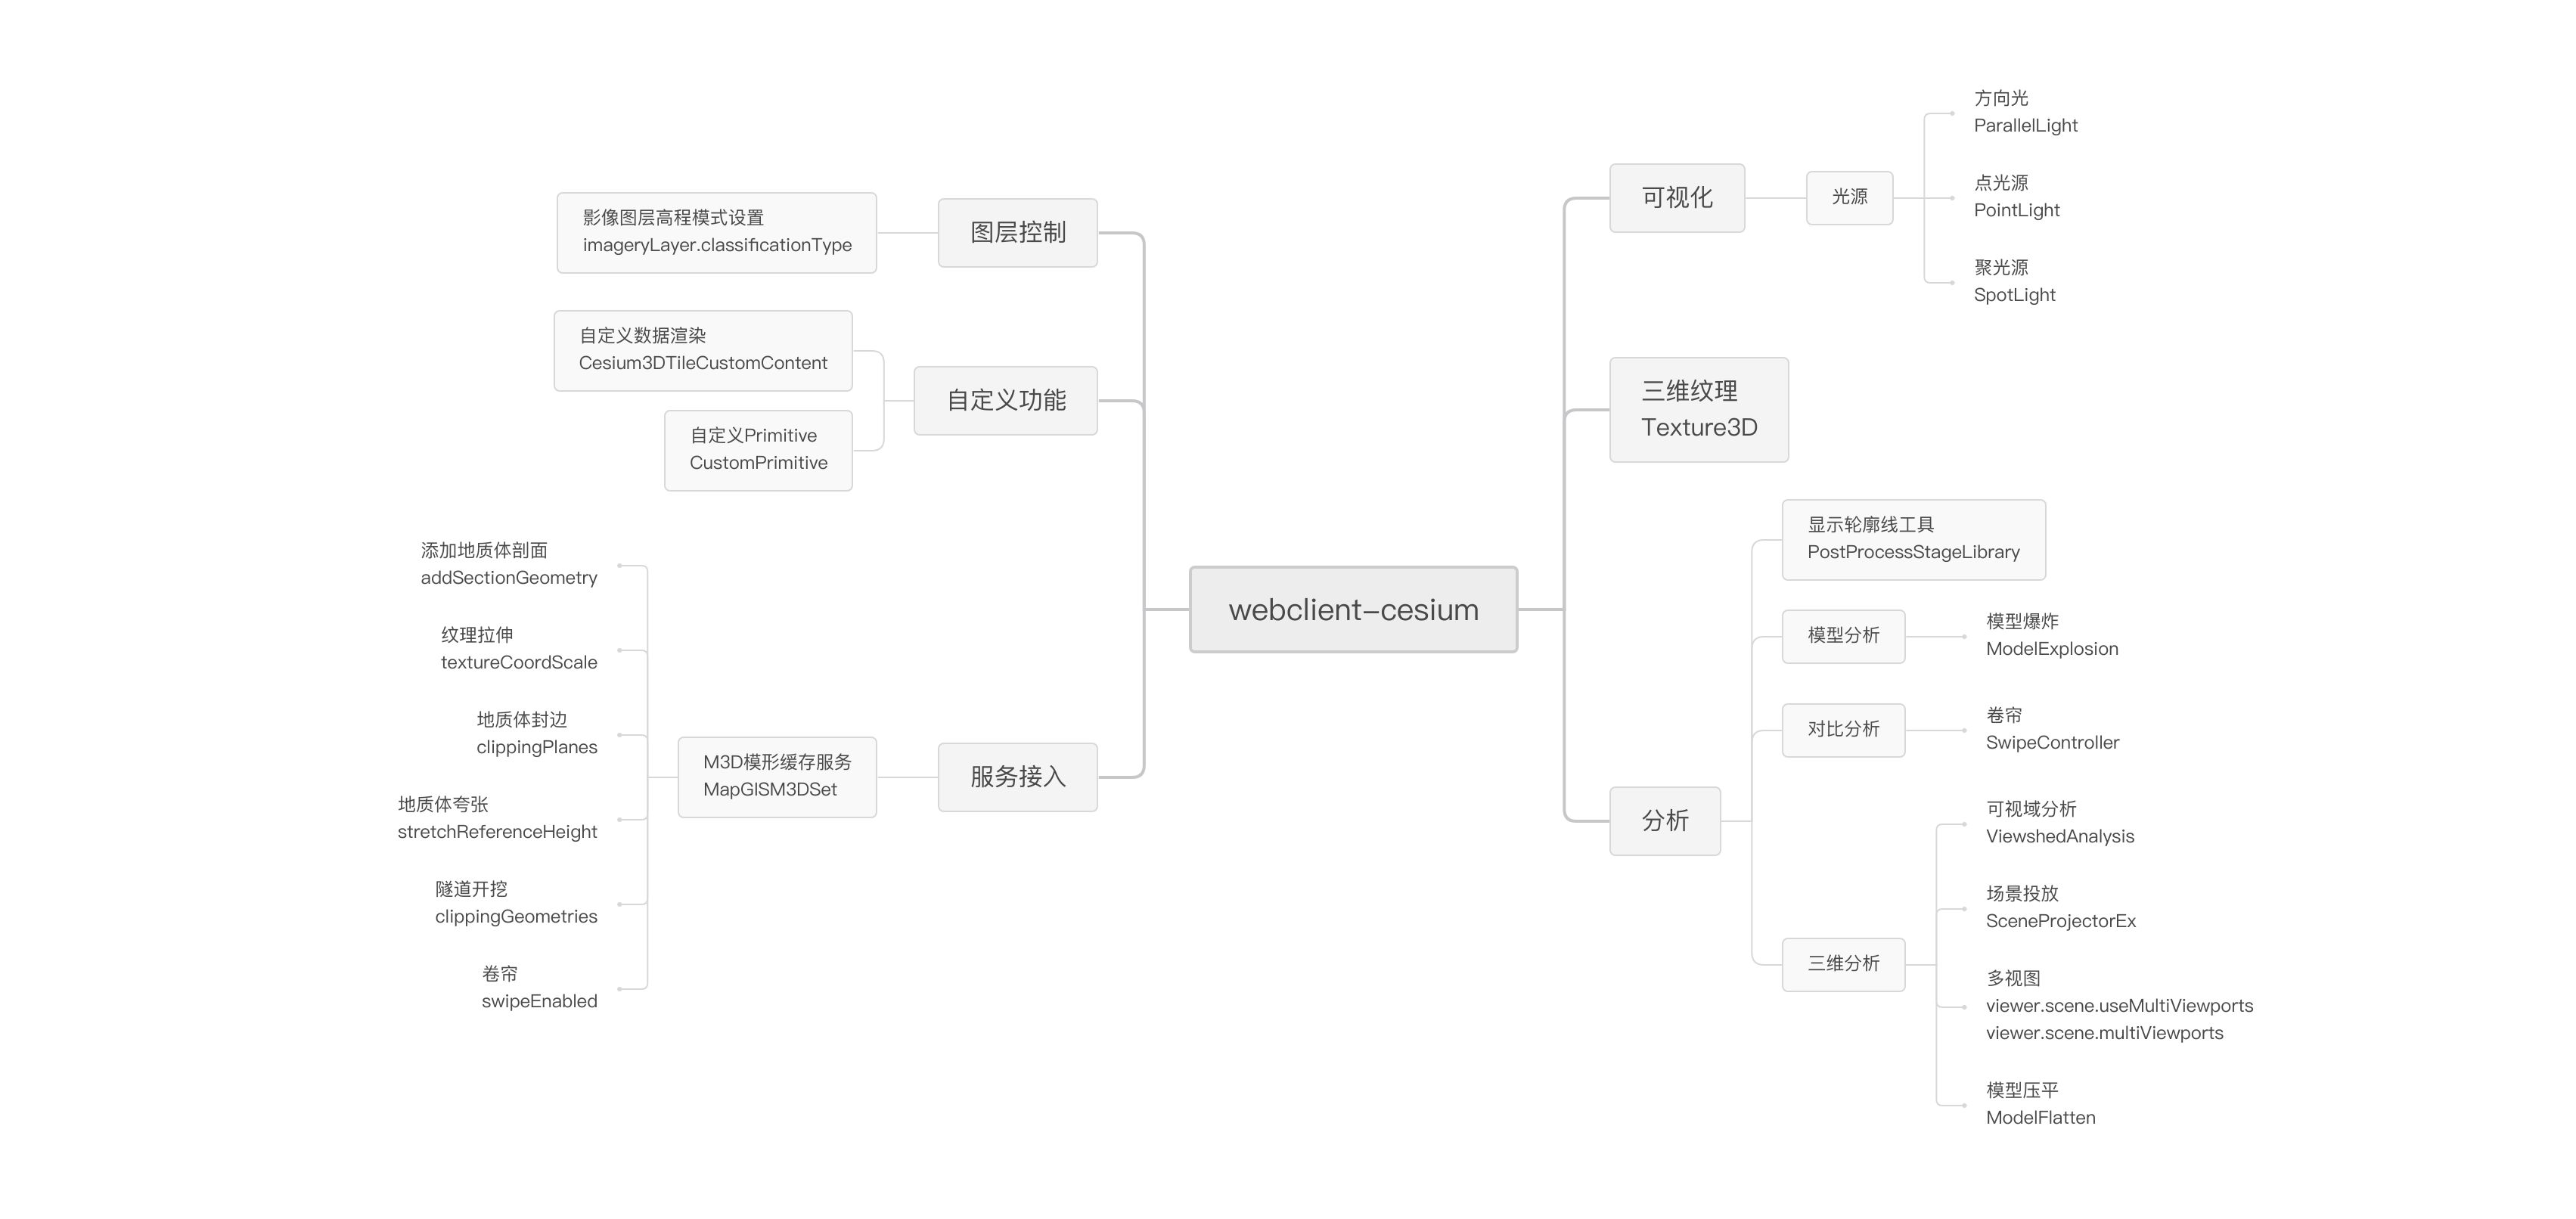 webclient-cesium
可视化
光源
方向光
ParallelLight
点光源
PointLight
聚光源
SpotLight
三维纹理
Texture3D
分析
显示轮廓线工具
PostProcessStageLibrary
模型分析
模型爆炸
ModelExplosion
对比分析
卷帘
SwipeController
三维分析
可视域分析
ViewshedAnalysis
场景投放
SceneProjectorEx
多视图
viewer.scene.useMultiViewports
viewer.scene.multiViewports
模型压平
ModelFlatten
图层控制
影像图层高程模式设置
imageryLayer.classificationType
自定义功能
自定义数据渲染
Cesium3DTileCustomContent
自定义Primitive
CustomPrimitive
服务接入
M3D模形缓存服务
MapGISM3DSet
添加地质体剖面
addSectionGeometry
纹理拉伸
textureCoordScale
地质体封边
clippingPlanes
地质体夸张
stretchReferenceHeight
隧道开挖
clippingGeometries
卷帘
swipeEnabled